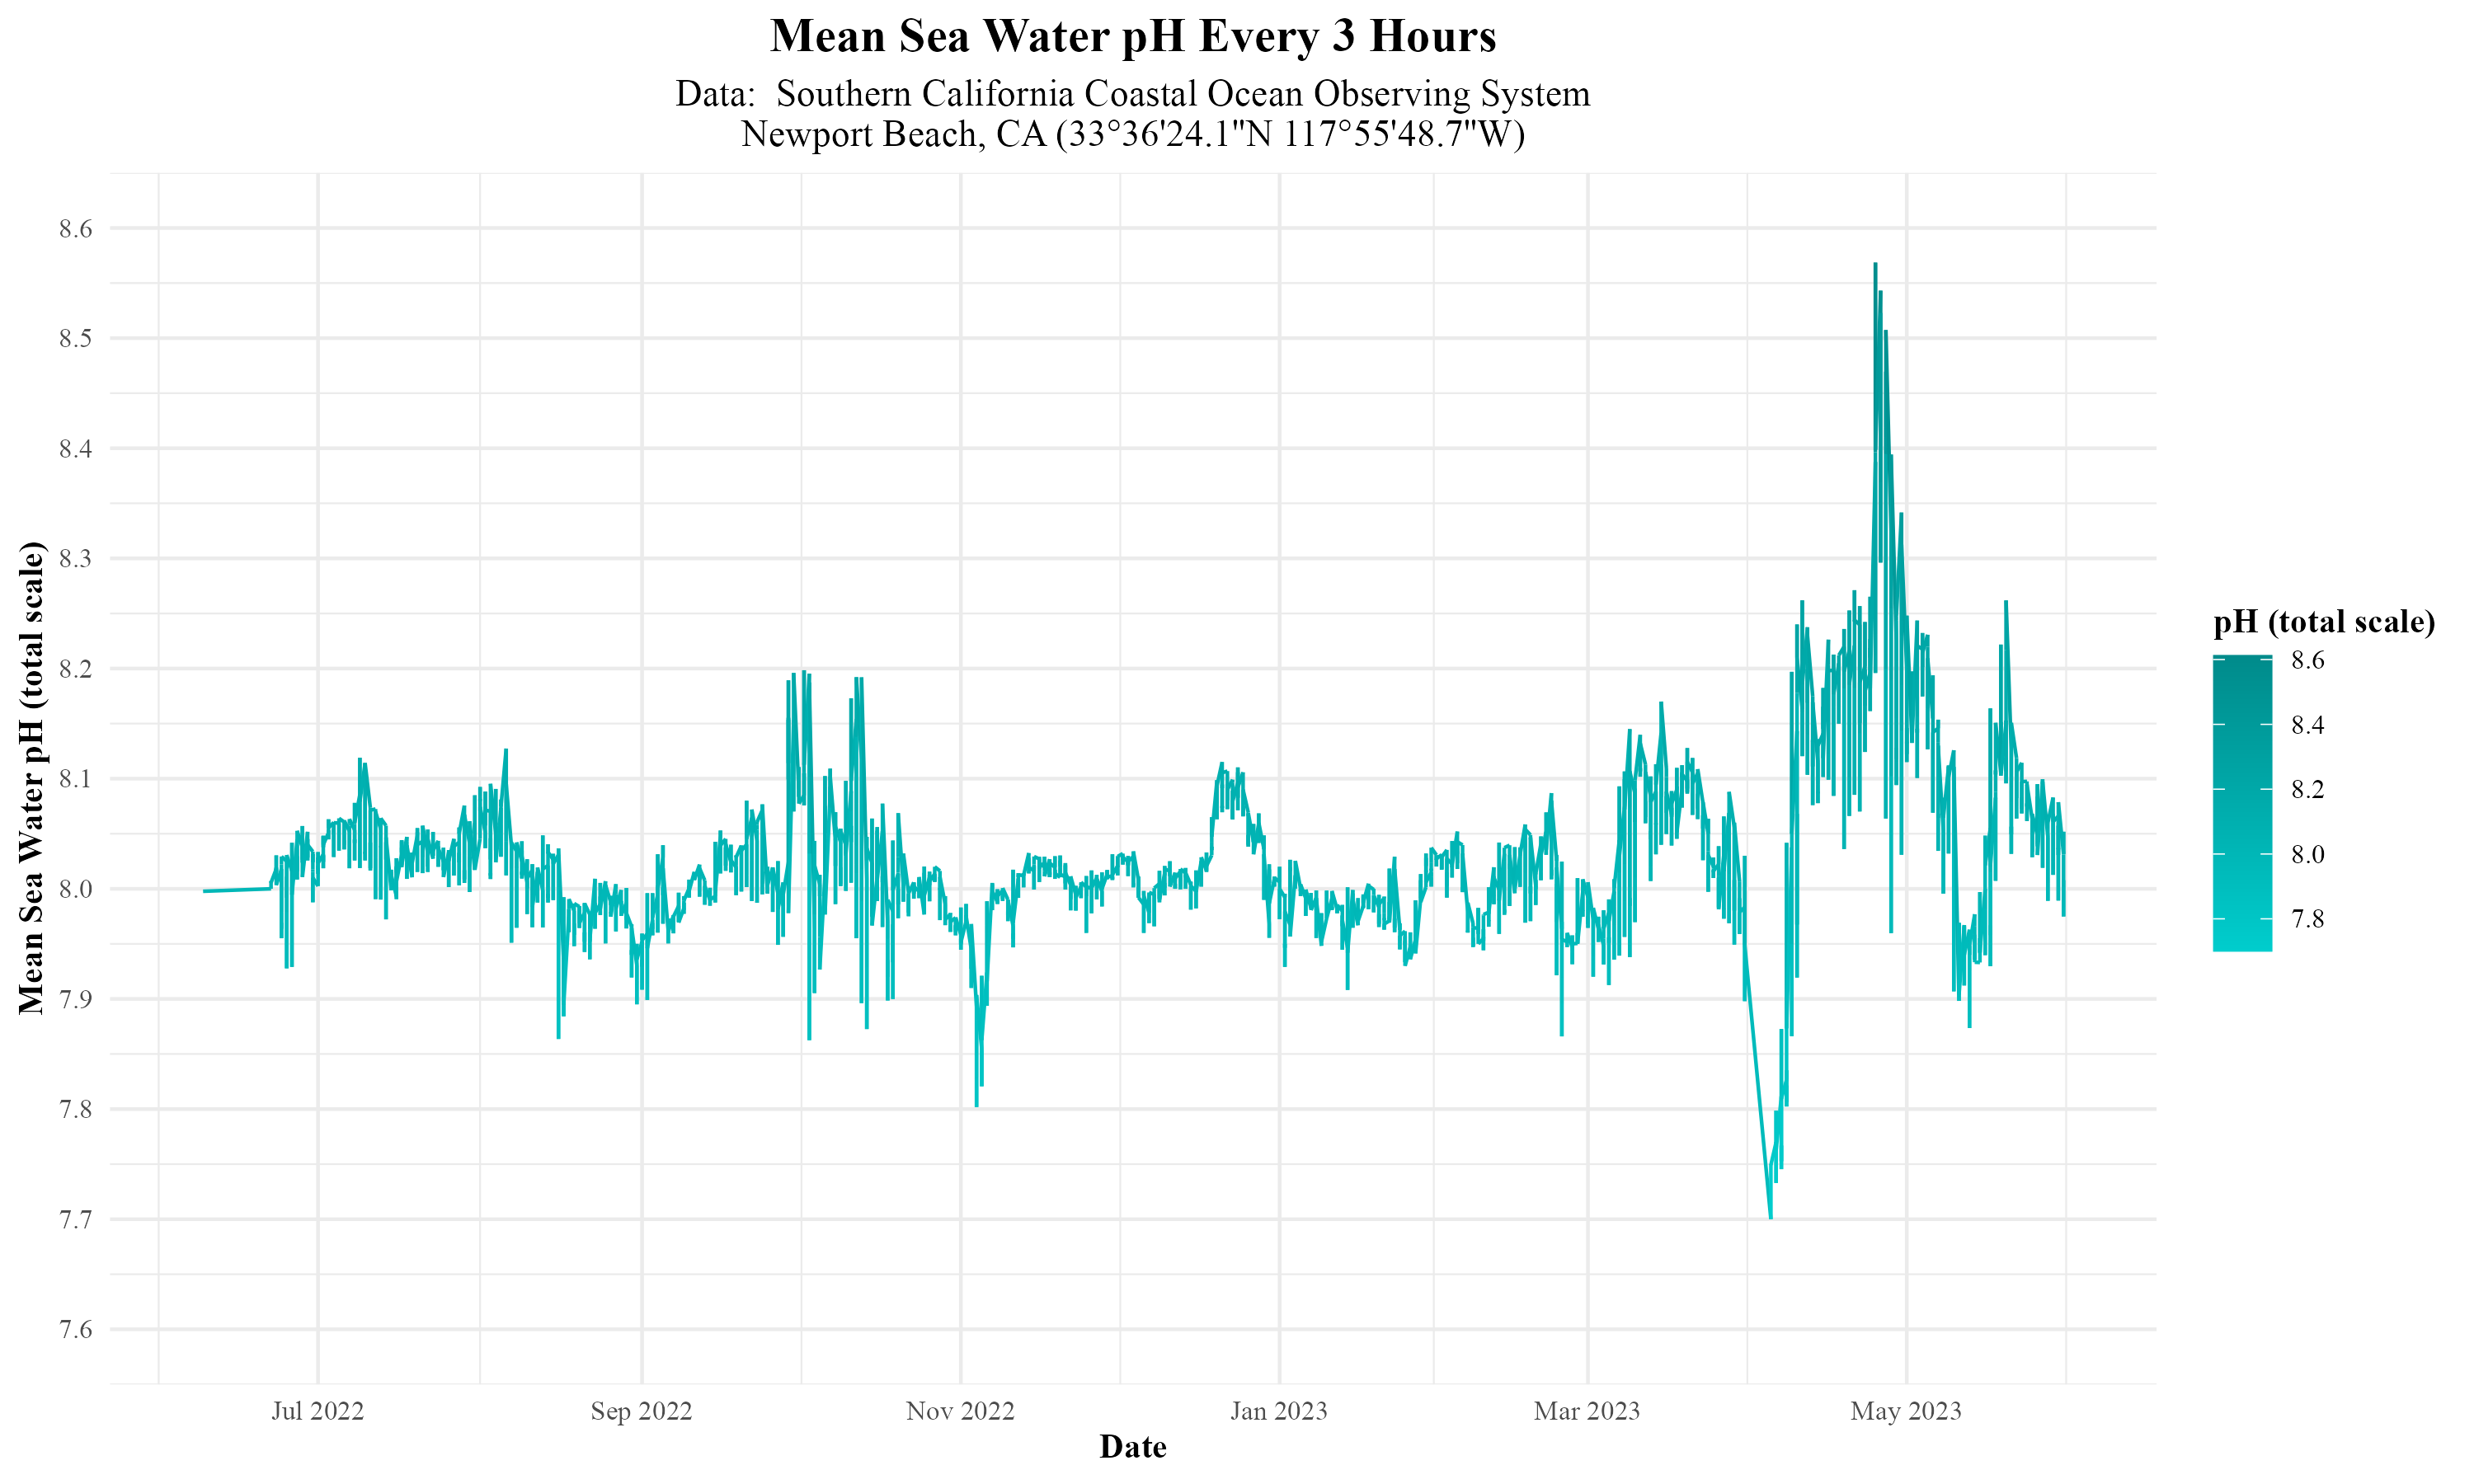 Mean Sea Water pH Every 3 Hours
Data:  Southern California Coastal Ocean Observing System
Newport Beach, CA (33°36'24.1"N 117°55'48.7"W)
Mean Sea Water pH (total scale)
8.6
8.5
8.4
8.3
8.2
8.1
8.0
7.9
7.8
7.7
7.6
Jul 2022
Sep 2022
Nov 2022
Jan 2023
Mar 2023
May 2023
Date
pH (total scale)
8.6
8.4
8.2
8.0
7.8